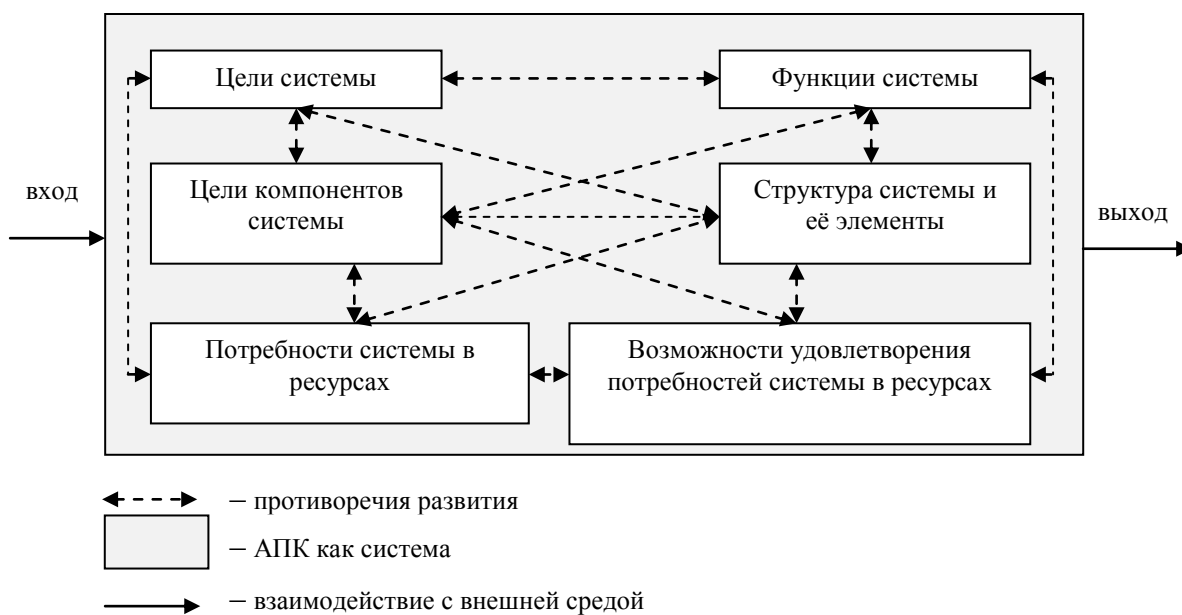 Цели системы
Функции системы
вход
Цели компонентов
системы
Структура системы и
её элементы
выход
Потребности системы в
ресурсах
Возможности удовлетворения
потребностей системы в ресурсах
– противоречия развития
– АПК как система
– взаимодействие с внешней средой